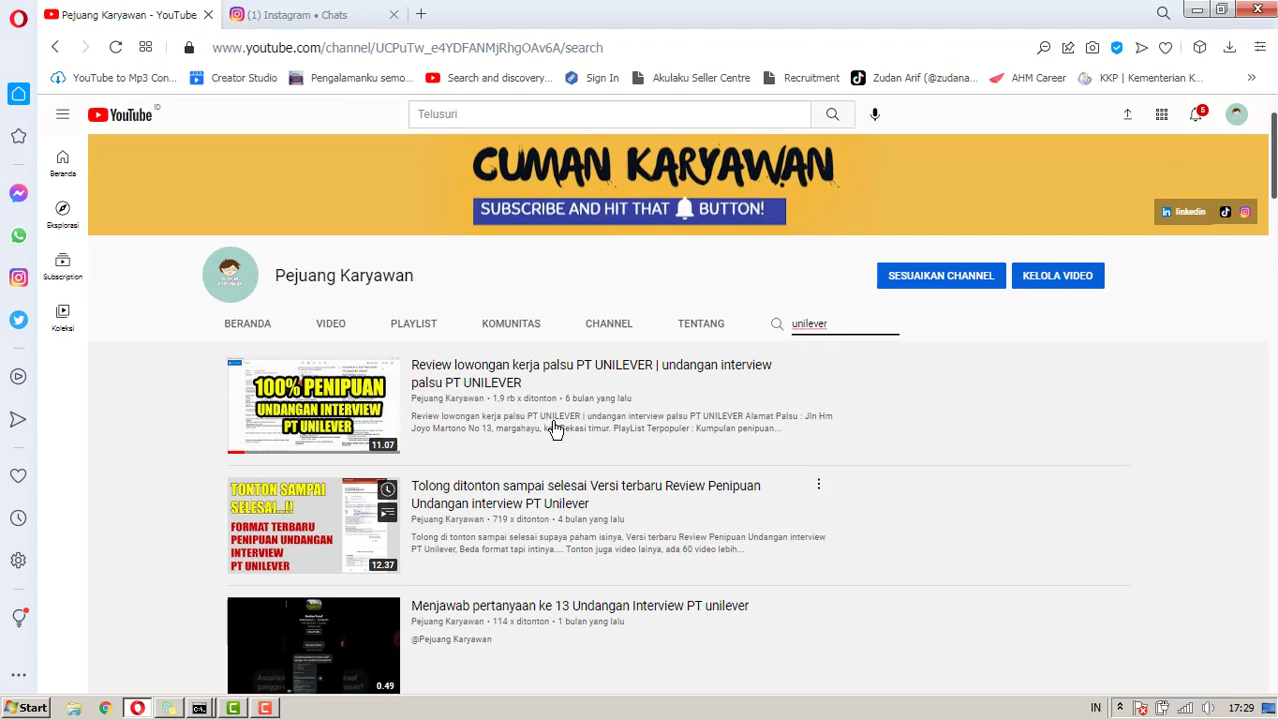 Pejuang Karyawan - YouTube
(1) Instagram • Chats
www.youtube.com/channel/UCPuTw_e4YDFANMjRhgOAv6A/search
YouTube to Mp3 Con... Creator Studio Pengalamanku semo... Search and discovery... Sign In Akulaku Seller Centre Recruitment Zudan Arif (@zudana... AHM Career KKP | Kementerian K...
YouTube ID
Telusuri
5
Beranda
Eksplorasi
Subscription
Koleksi
CUMAN KARYAWAN
SUBSCRIBE AND HIT THAT BUTTON!
linkedin
Pejuang Karyawan
SESUAIKAN CHANNEL
KELOLA VIDEO
BERANDA VIDEO PLAYLIST KOMUNITAS CHANNEL TENTANG unilever
100% PENIPUAN
UNDANGAN INTERVIEW
PT UNILEVER
11.07
Review lowongan kerja palsu PT UNILEVER | undangan interview
palsu PT UNILEVER
Pejuang Karyawan • 1,9 rb x ditonton • 6 bulan yang lalu
Review lowongan kerja palsu PT UNILEVER | undangan interview palsu PT UNILEVER Alamat Palsu : Jln Hm
No 13, bekasi timur. PlayList Terpopuler : Kumpulan penipuan...
TONTON SAMPAI
SELESAI...!!
FORMAT TERBARU
PENIPUAN UNDANGAN
INTERVIEW
PT UNILEVER
12.37
Tolong ditonton sampai selesai Versi terbaru Review Penipuan
Undangan interview PT Unilever
Pejuang Karyawan • 719 x ditonton • 4 bulan yang lalu
Tolong di tonton sampai selesai supaya paham isinya, Versi terbaru Review Penipuan Undangan interview
PT Unilever, Beda format tapi intinya.... Tonton juga video lainya, ada 60 video lebih...
0.49
Menjawab pertanyaan ke 13 Undangan Interview PT unilever
Pejuang Karyawan • x ditonton • 1 bulan yang lalu
@Pejuang Karyawan
Start
IN
17:29